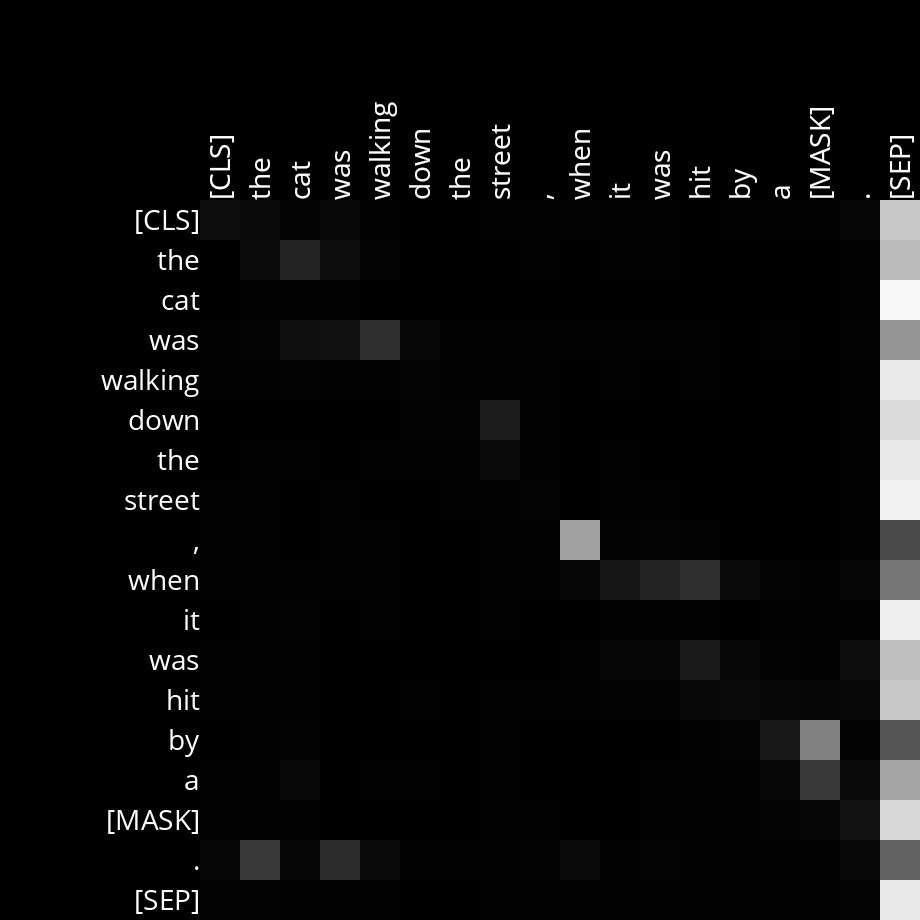 [CLS] the cat was walking down the street , when it was hit by a [MASK] . [SEP]
[CLS]
the
cat
was
walking
down
the
street
,
when
it
was
hit
by
a
[MASK]
.
[SEP]